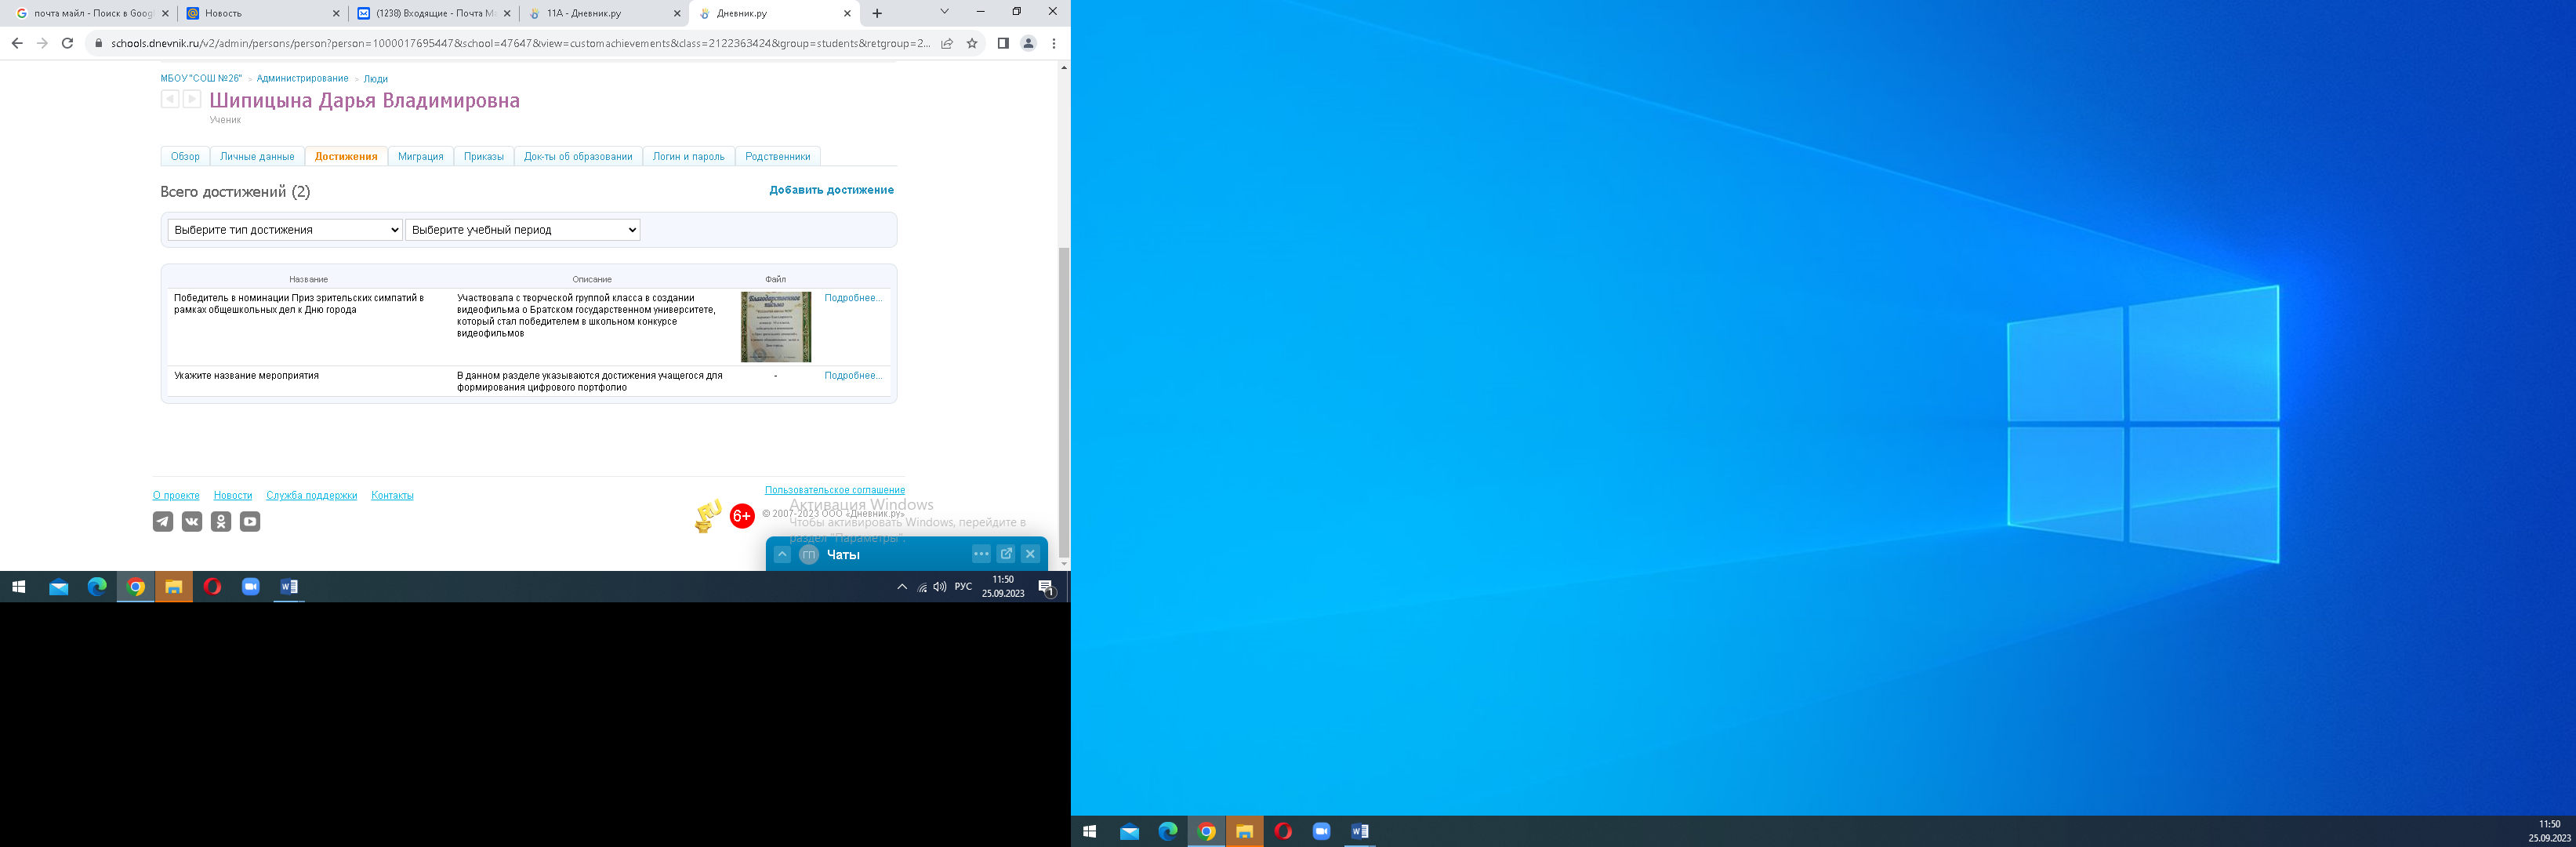 почта майл - Поиск в Goog
Новость
(1238) Входящие - Почта Ma
11А - Дневник.ру
Дневник.ру
schools.dnevnik.ru/v2/admin/persons/person?person=1000017695447&school=47647&view=customachievements&class=2122363424&group=students&retgroup=2...
МБОУ "СОШ №26" » Администрирование » Люди
Шипицына Дарья Владимировна
Ученик
Обзор Личные данные Достижения Миграция Приказы Док-ты об образовании Логин и пароль Родственники
Всего достижений (2)
Добавить достижение
Выберите тип достижения
Выберите учебный период
Название Описание Файл
Победитель в номинации Приз зрительских симпатий в
рамках общешкольных дел к Дню города
Участвовала с творческой группой класса в создании
видеофильма о Братском государственном университете,
который стал победителем в школьном конкурсе
видеофильмов
Благодарственное
письмо
Подробнее...
Укажите название мероприятия
В данном разделе указываются достижения учащегося для
формирования цифрового портфолио
-
Подробнее...
О проекте Новости Служба поддержки Контакты
Пользовательское соглашение
RU
6+
© 2007-2023 ООО «Дневник.ру»
Активация Windows
Чтобы активировать Windows, перейдите в
раздел "Параметры".
ГП Чаты
РУС
11:50
25.09.2023
1
11:50
25.09.2023